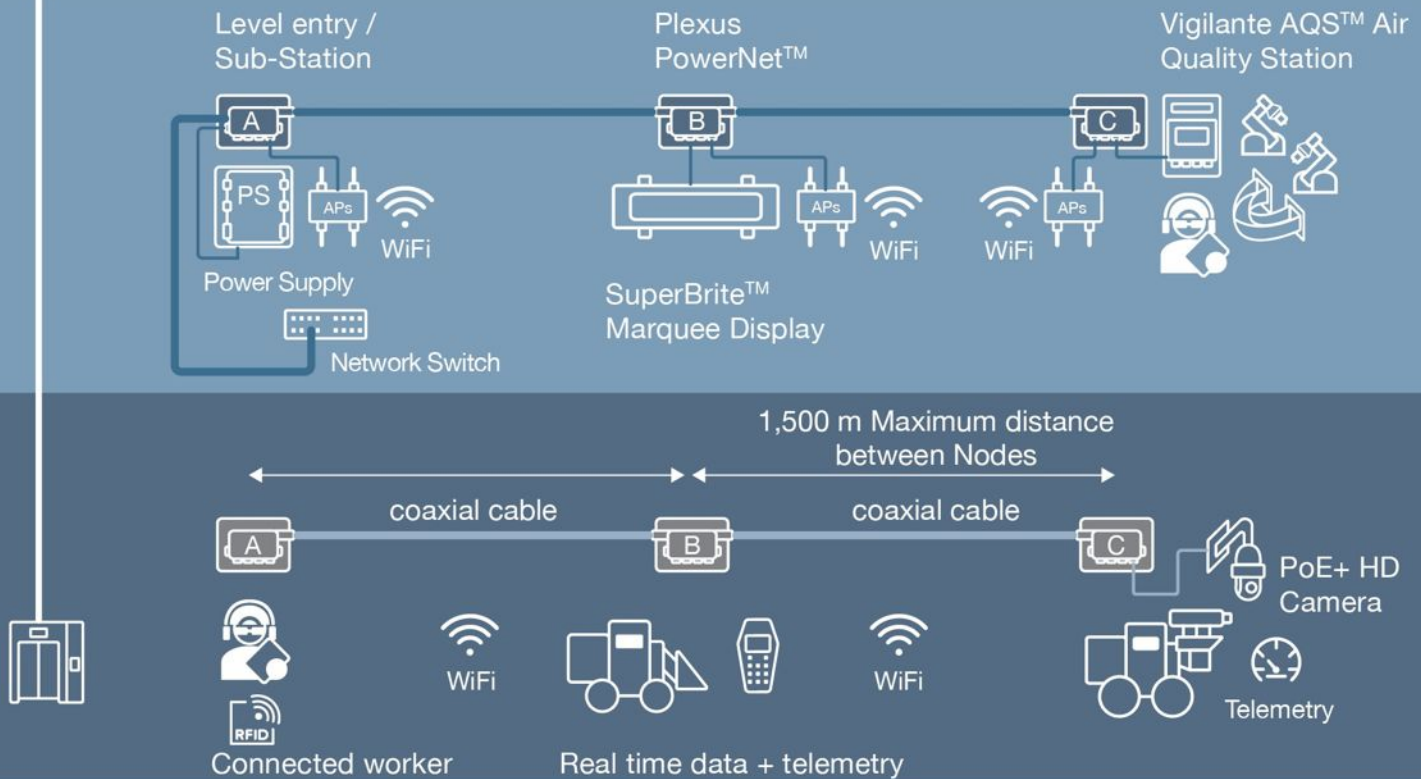 Level entry /
Sub-Station
Plexus
PowerNet™
Vigilante AQS™ Air
Quality Station
A
B
C
PS
APs
WiFi
APs
WiFi
WiFi
APs
Power Supply
SuperBrite™
Marquee Display
Network Switch
1,500 m Maximum distance
between Nodes
coaxial cable
coaxial cable
A
B
C
PoE+ HD
Camera
WiFi
WiFi
RFID
Telemetry
Connected worker
Real time data + telemetry